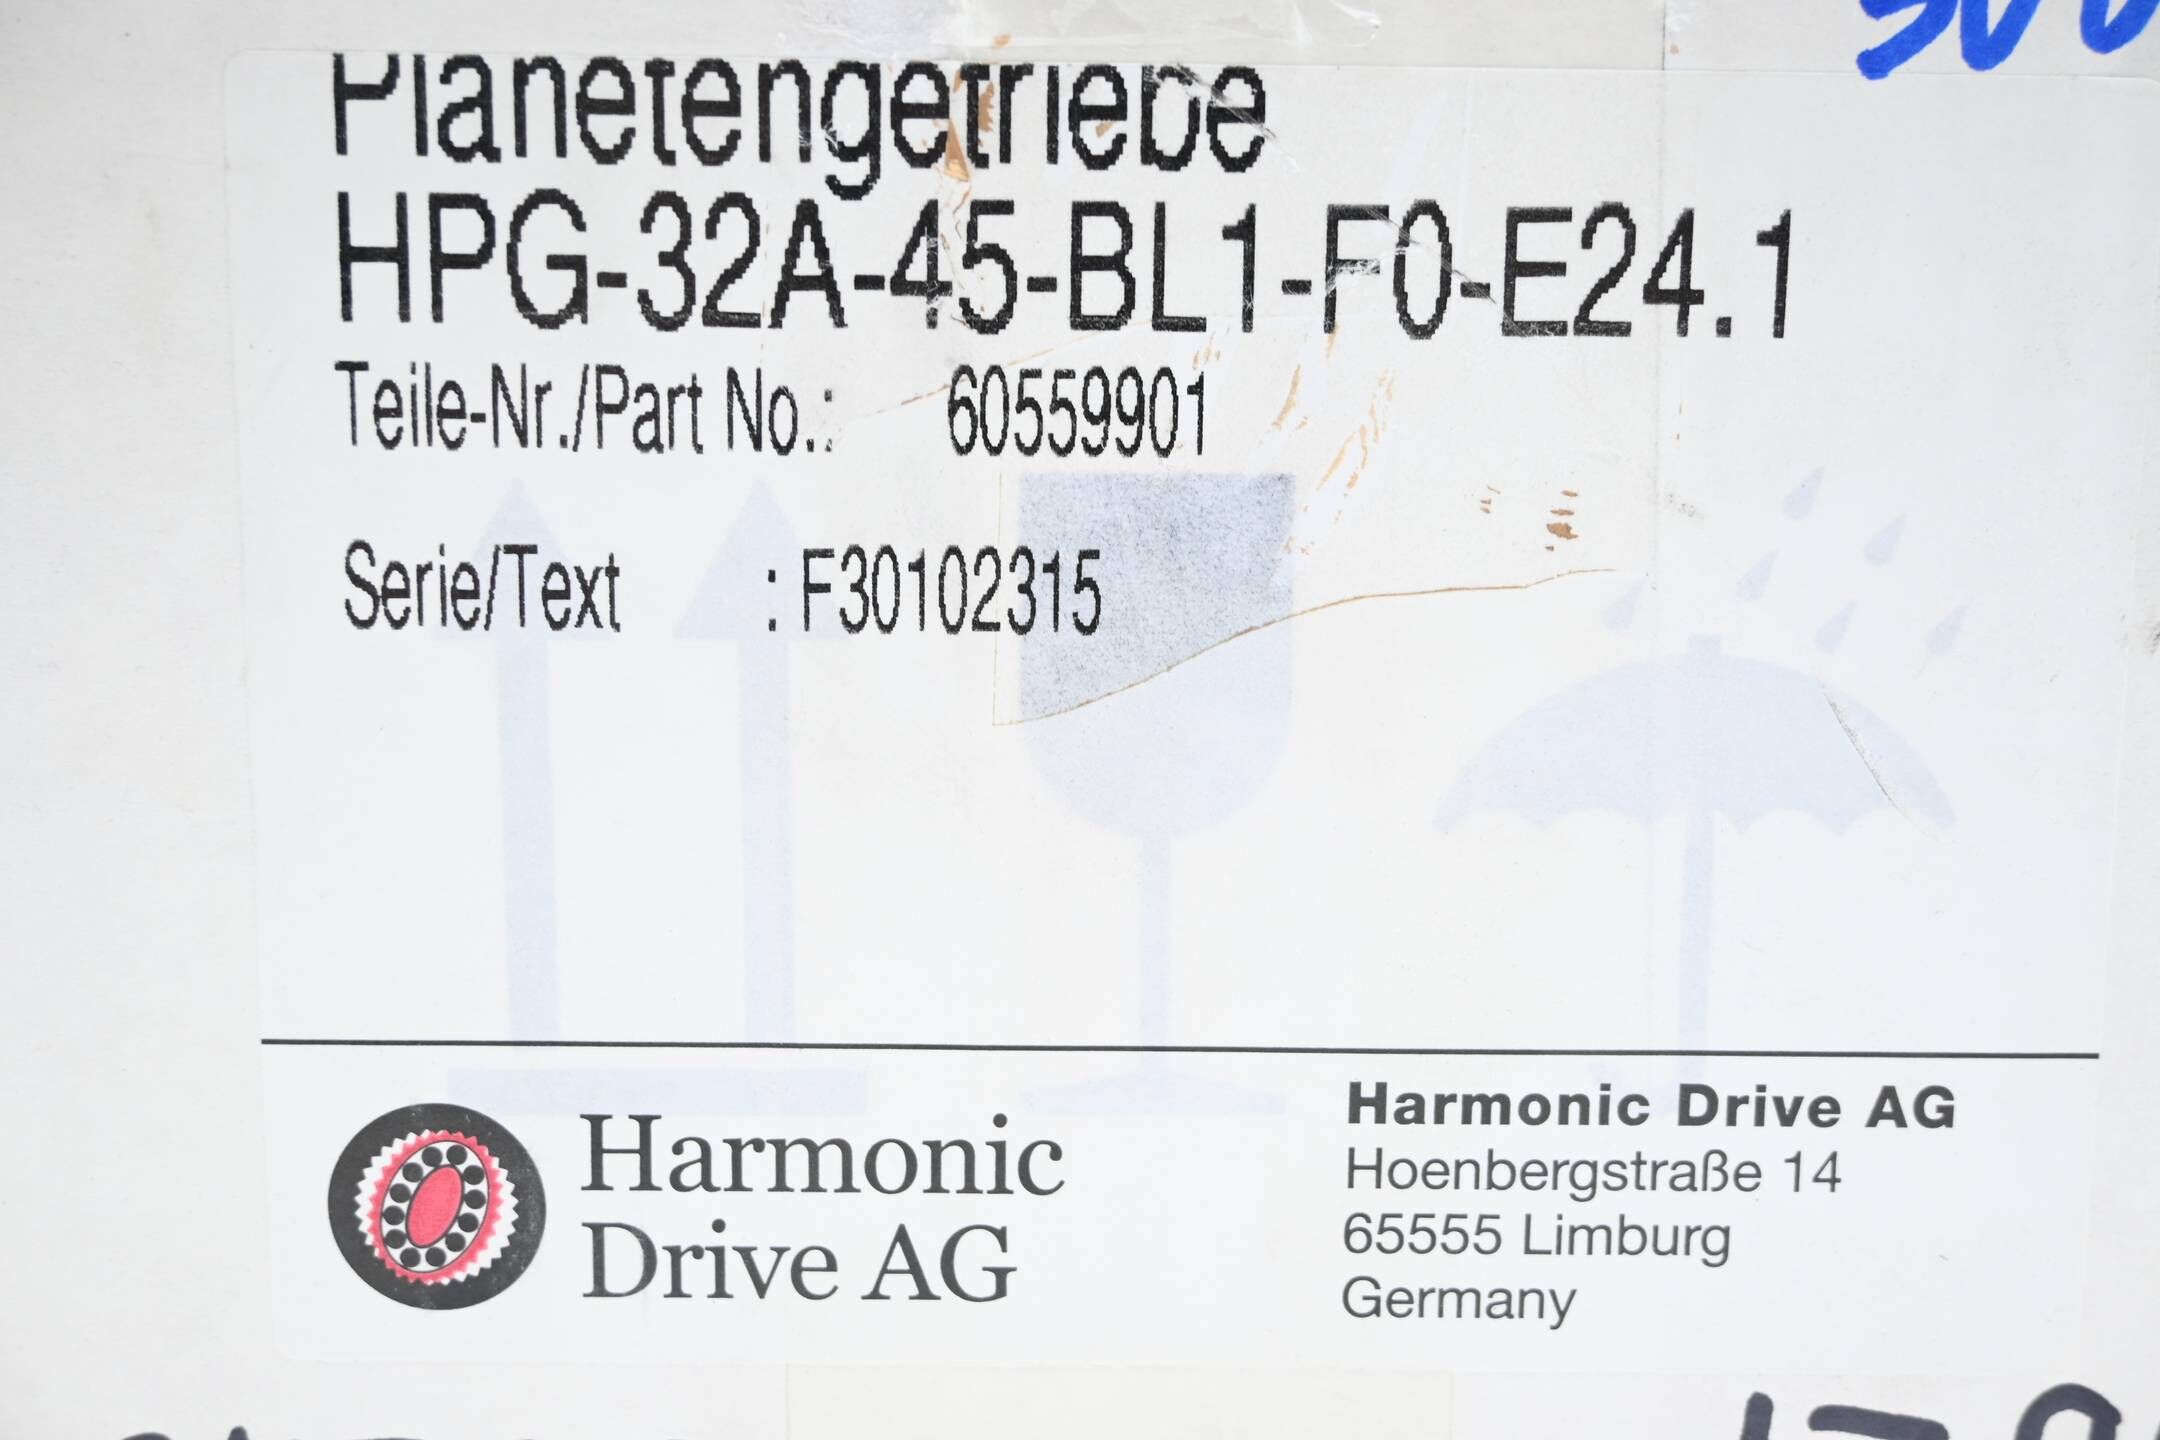 Planetengetriebe
HPG-32A-45-BL1-F0-E24.1
Teile-Nr./Part No.: 60559901
Serie/Text : F30102315
Harmonic
Drive AG
Harmonic Drive AG
Hoenbergstraße 14
65555 Limburg
Germany